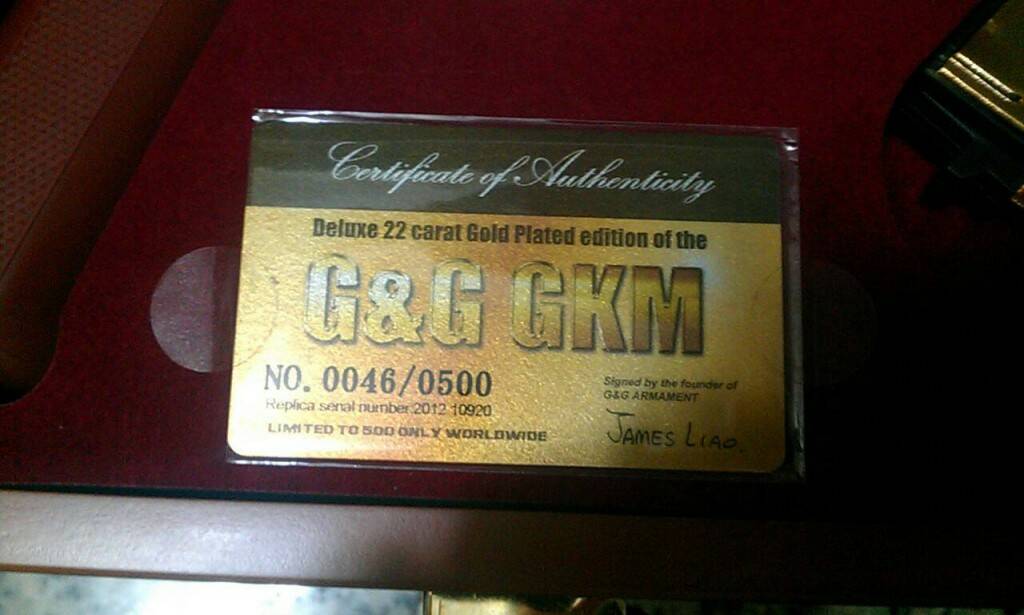 Certificate of Authenticity
Deluxe 22 carat Gold Plated edition of the
G&G GKM
NO. 0046/0500
Replica serial number:2012 10920
LIMITED TO 500 ONLY WORLDWIDE
Signed by the founder of
G&G ARMAMENT
JAMES LIAO.